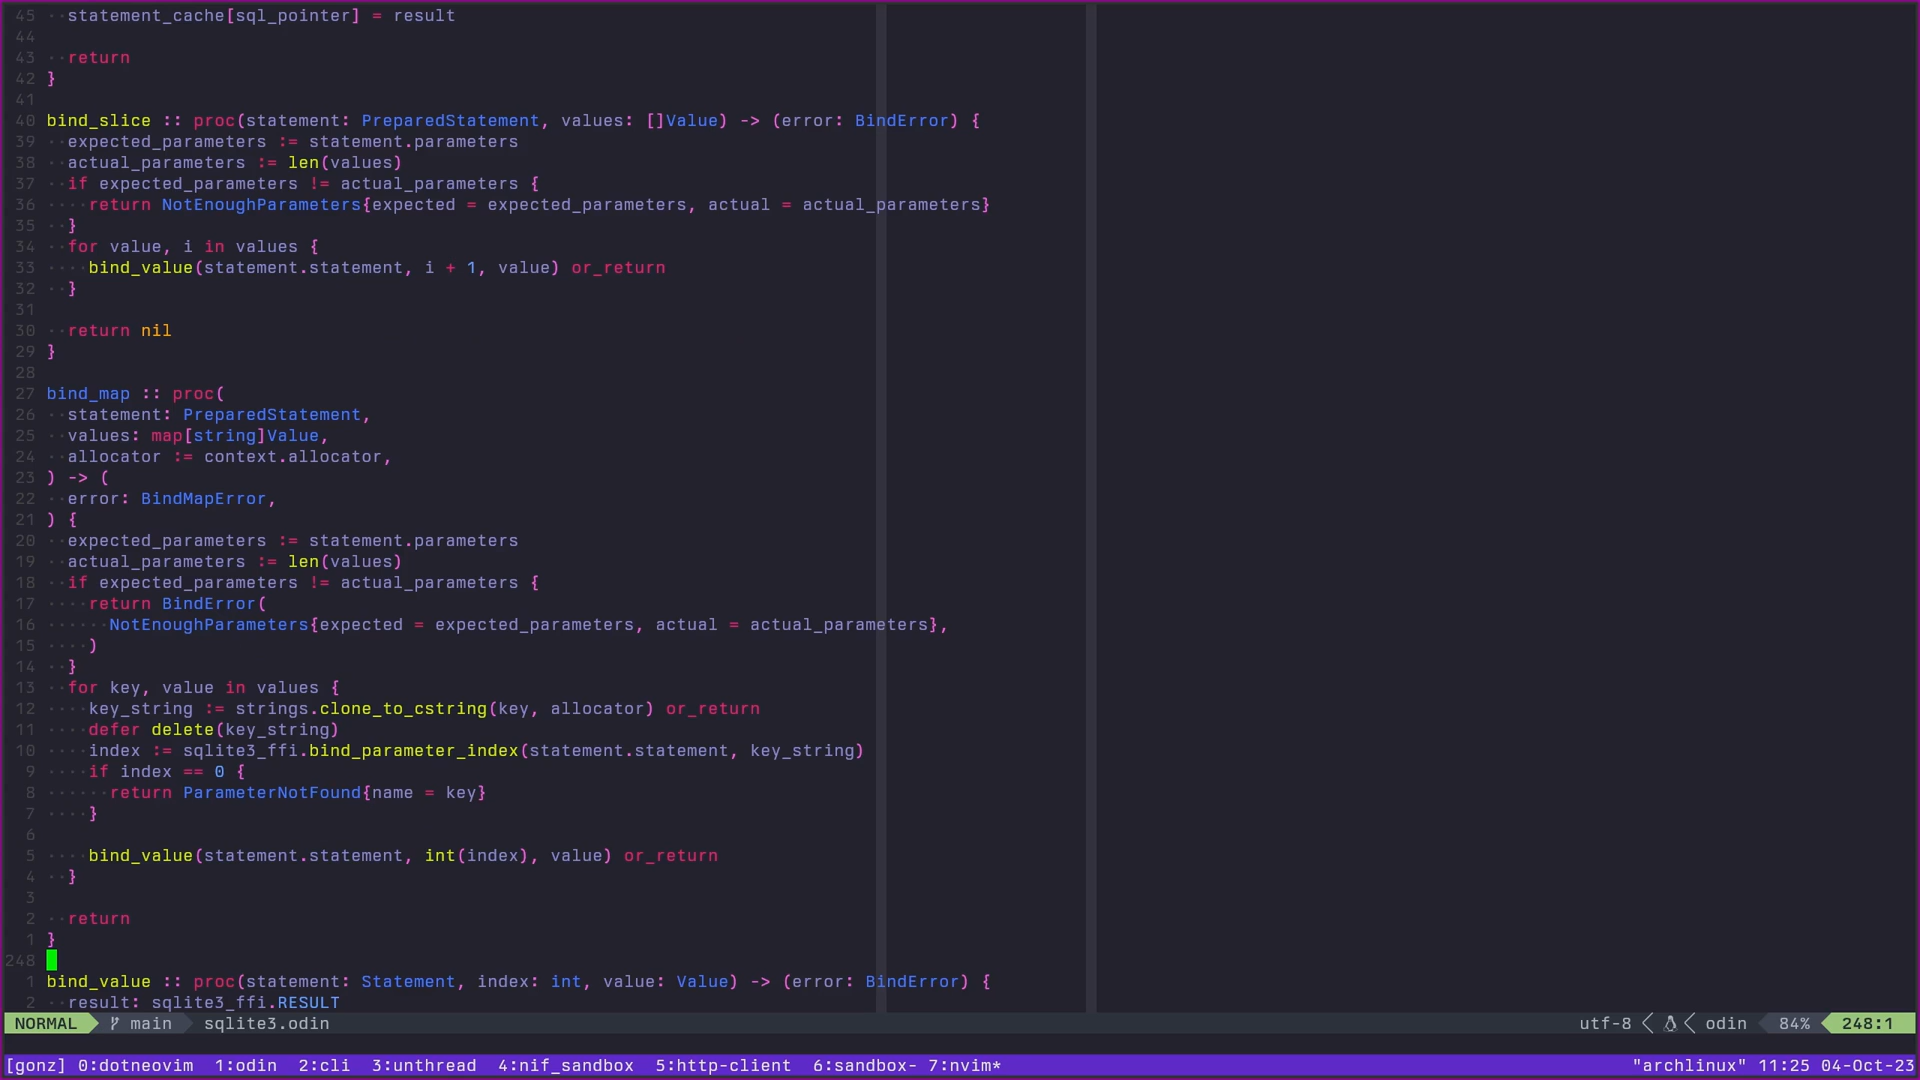 45   statement_cache[sql_pointer] = result
44
43   return
42 }
41
40 bind_slice :: proc(statement: PreparedStatement, values: []Value) -> (error: BindError) {
39   expected_parameters := statement.parameters
38   actual_parameters := len(values)
37   if expected_parameters != actual_parameters {
36     return NotEnoughParameters{expected = expected_parameters, actual = actual_parameters}
35   }
34   for value, i in values {
33     bind_value(statement.statement, i + 1, value) or_return
32   }
31
30   return nil
29 }
28
27 bind_map :: proc(
26   statement: PreparedStatement,
25   values: map[string]Value,
24   allocator := context.allocator,
23 ) -> (
22   error: BindMapError,
21 ) {
20   expected_parameters := statement.parameters
19   actual_parameters := len(values)
18   if expected_parameters != actual_parameters {
17     return BindError(
16       NotEnoughParameters{expected = expected_parameters, actual = actual_parameters},
15     )
14   }
13   for key, value in values {
12     key_string := strings.clone_to_cstring(key, allocator) or_return
11     defer delete(key_string)
10     index := sqlite3_ffi.bind_parameter_index(statement.statement, key_string)
9     if index == 0 {
8       return ParameterNotFound{name = key}
7     }
6
5     bind_value(statement.statement, int(index), value) or_return
4   }
3
2   return
1 }
248
1 bind_value :: proc(statement: Statement, index: int, value: Value) -> (error: BindError) {
2   result: sqlite3_ffi.RESULT
NORMAL main sqlite3.odin utf-8 odin 84% 248:1
[gonz] 0:dotneovim 1:odin 2:cli 3:unthread 4:nif_sandbox 5:http-client 6:sandbox- 7:nvim* "archlinux" 11:25 04-Oct-23